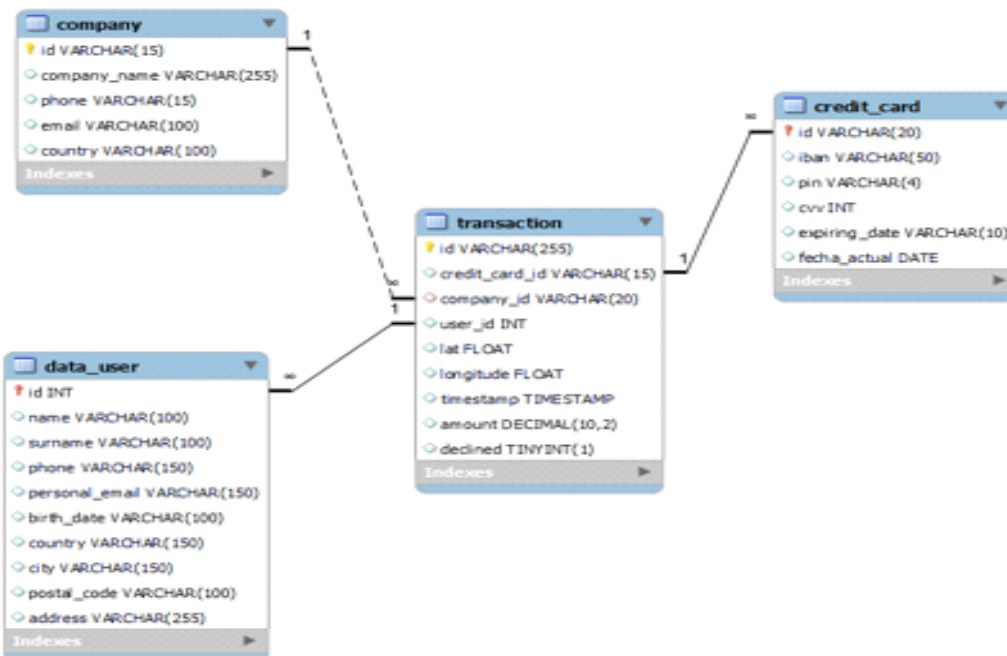 company
id VARCHAR(15)
company_name VARCHAR(255)
phone VARCHAR(15)
email VARCHAR(100)
country VARCHAR(100)
Indexes
1
∞
credit_card
id VARCHAR(20)
iban VARCHAR(50)
pin VARCHAR(4)
cvv INT
expiring_date VARCHAR(10)
fecha_actual DATE
Indexes
∞
1
transaction
id VARCHAR(255)
credit_card_id VARCHAR(15)
company_id VARCHAR(20)
user_id INT
lat FLOAT
longitude FLOAT
timestamp TIMESTAMP
amount DECIMAL(10,2)
declined TINYINT(1)
Indexes
1
∞
data_user
id INT
name VARCHAR(100)
surname VARCHAR(100)
phone VARCHAR(150)
personal_email VARCHAR(150)
birth_date VARCHAR(100)
country VARCHAR(150)
city VARCHAR(150)
postal_code VARCHAR(100)
address VARCHAR(255)
Indexes